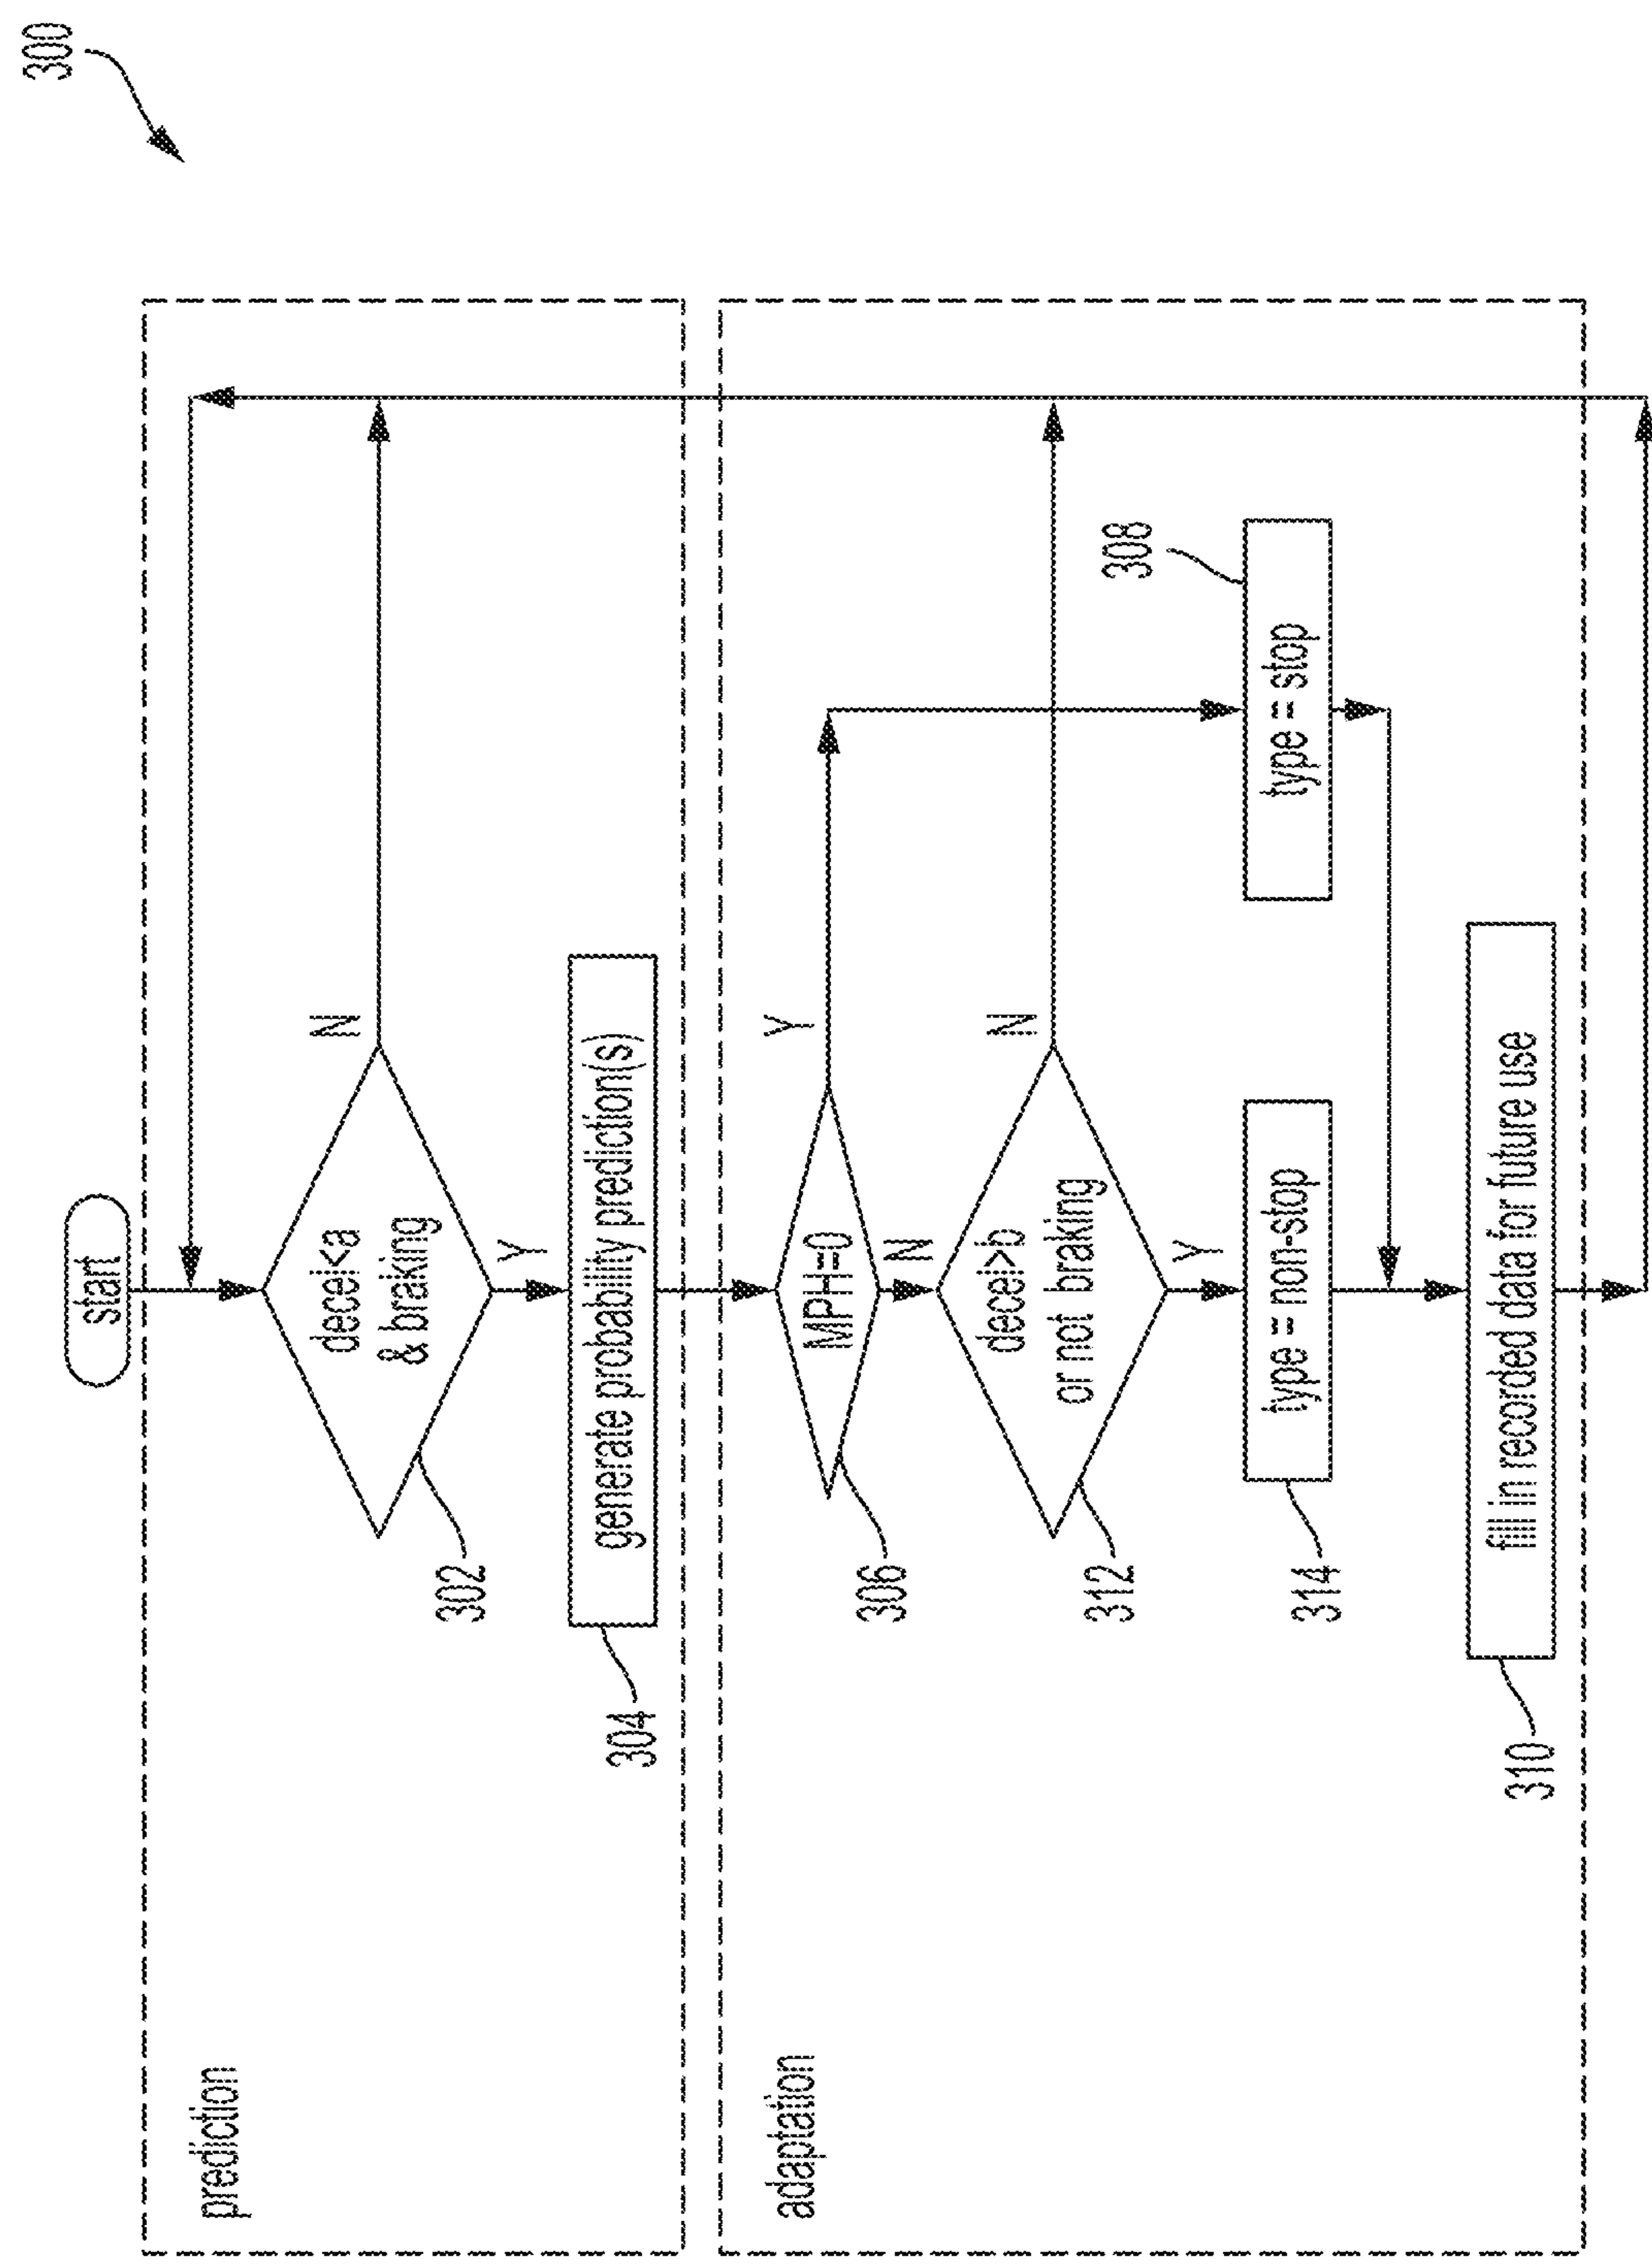 300
start
prediction
decel<a
& braking
N
Y
302
generate probability prediction(s)
304
adaptation
MPH=0
Y
N
306
decel>b
or not braking
N
Y
312
type = non-stop
314
type = stop
308
fill in recorded data for future use
310